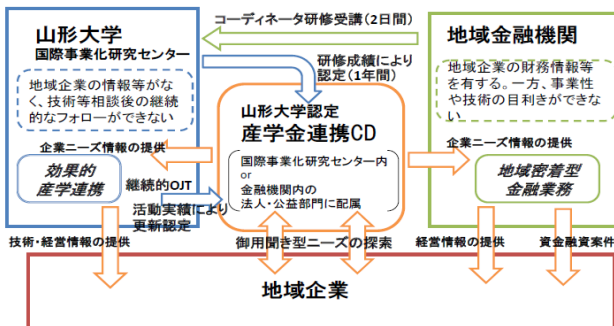 山形大学
国際事業化研究センター
地域企業の情報等がな
く、技術等相談後の継続
的なフォローができない
企業ニーズ情報の提供
効果的
産学連携
継続的OJT
活動実績により
更新認定
コーディネータ研修受講(2日間)
研修成績により
認定(1年間)
山形大学認定
産学金連携CD
国際事業化研究センター内
or
金融機関内の
法人・公益部門に配属
地域金融機関
地域企業の財務情報等
を有する。一方、事業性
や技術の目利きができな
い
企業ニーズ情報の提供
地域密着型
金融業務
技術・経営情報の提供
御用聞き型ニーズの探索
経営情報の提供
資金融資案件
地域企業